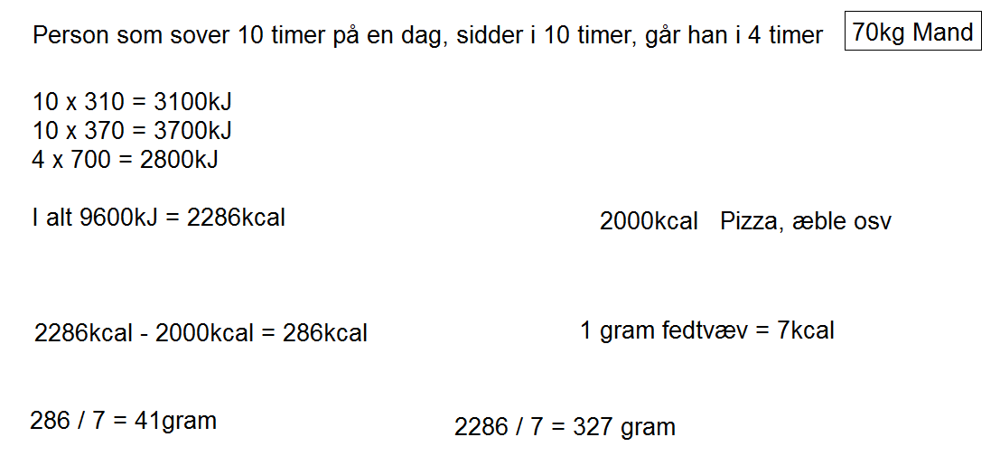 Person som sover 10 timer på en dag, sidder i 10 timer, går han i 4 timer
70kg Mand
10 x 310 = 3100kJ
10 x 370 = 3700kJ
4 x 700 = 2800kJ
I alt 9600kJ = 2286kcal
2000kcal Pizza, æble osv
2286kcal - 2000kcal = 286kcal
1 gram fedtvæv = 7kcal
286 / 7 = 41gram
2286 / 7 = 327 gram